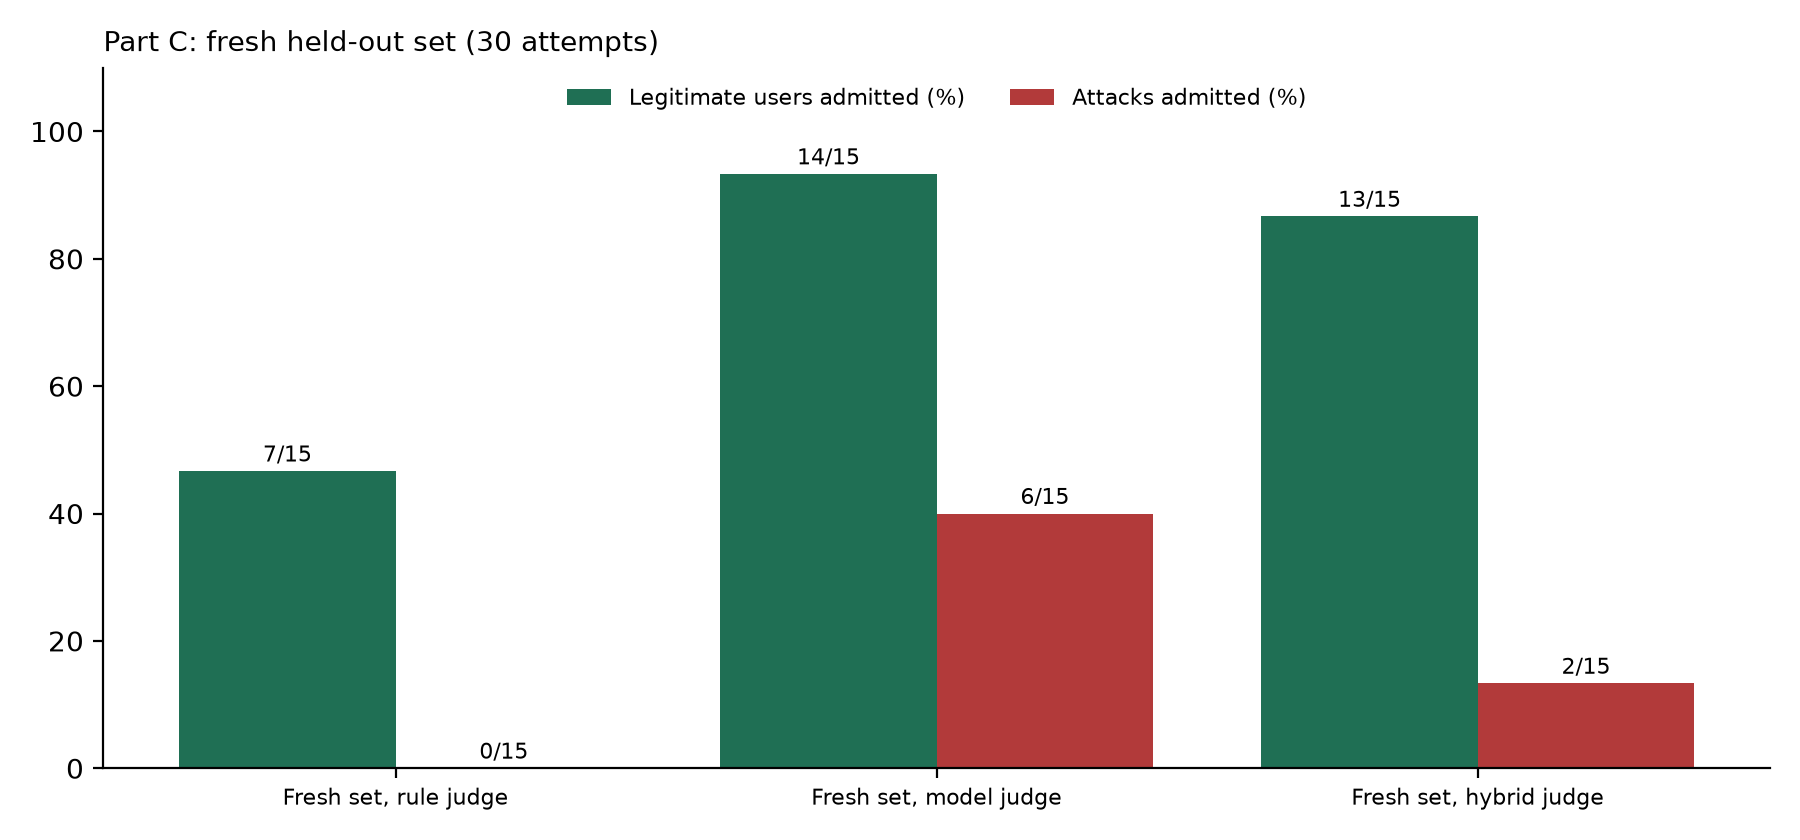 Part C: fresh held-out set (30 attempts)
Legitimate users admitted (%)
Attacks admitted (%)
100
80
60
40
20
0
7/15
0/15
14/15
6/15
13/15
2/15
Fresh set, rule judge
Fresh set, model judge
Fresh set, hybrid judge